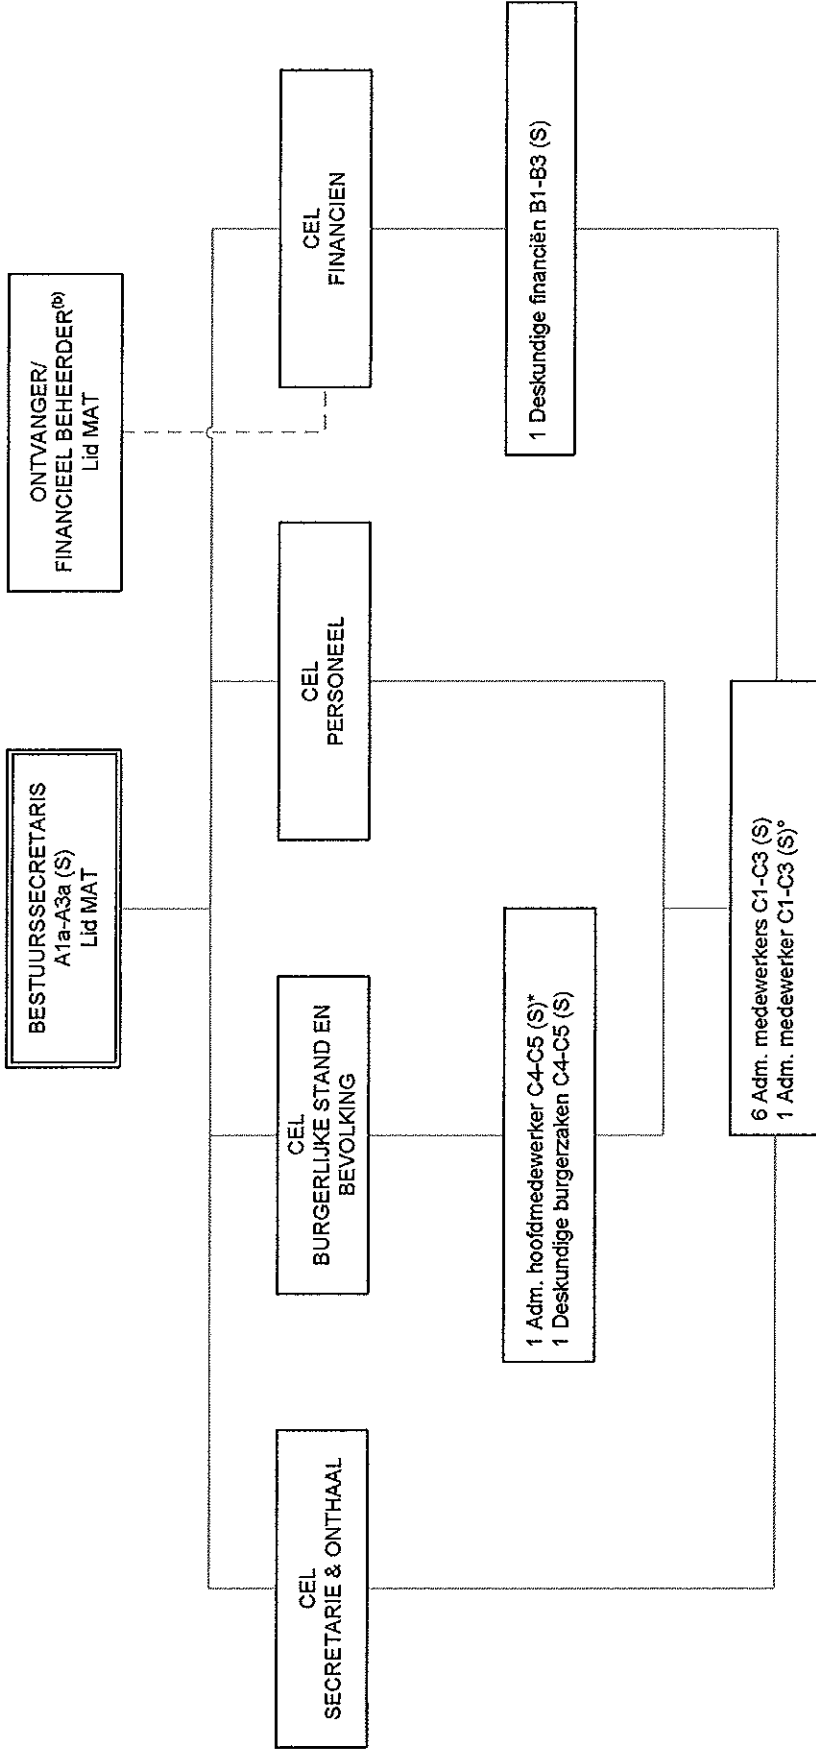 BESTUURSSECRETARIS
A1a-A3a (S)
Lid MAT
ONTVANGER/
FINANCIEEL BEHEERDER(b)
Lid MAT
CEL
SECRETARIE & ONTHAAL
CEL
BURGERLIJKE STAND EN
BEVOLKING
CEL
PERSONEEL
CEL
FINANCIEN
1 Adm. hoofdmedewerker C4-C5 (S)*
1 Deskundige burgerzaken C4-C5 (S)
1 Deskundige financiën B1-B3 (S)
6 Adm. medewerkers C1-C3 (S)
1 Adm. medewerker C1-C3 (S)°